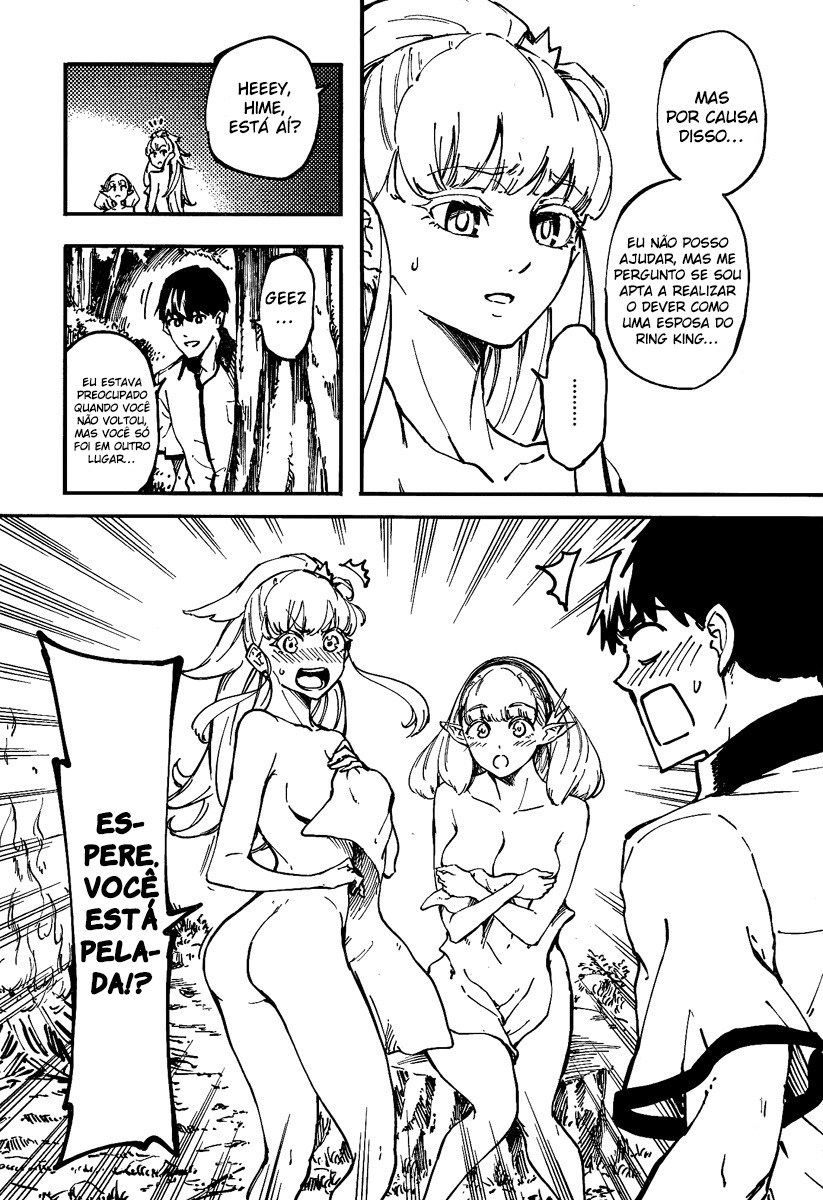 MAS
POR CAUSA
DISSO...
EU NÃO POSSO
AJUDAR, MAS ME
PERGUNTO SE SOU
APTA A REALIZAR
O DEVER COMO
UMA ESPOSA DO
RING KING...
.........
HEEEY,
HIME,
ESTÁ AÍ?
GEEZ
...
EU ESTAVA
PREOCUPADO
QUANDO VOCÊ
NÃO VOLTOU,
MAS VOCÊ SÓ
FOI EM OUTRO
LUGAR...
ES-
PERE,
VOCÊ
ESTÁ
PELA-
DA!?